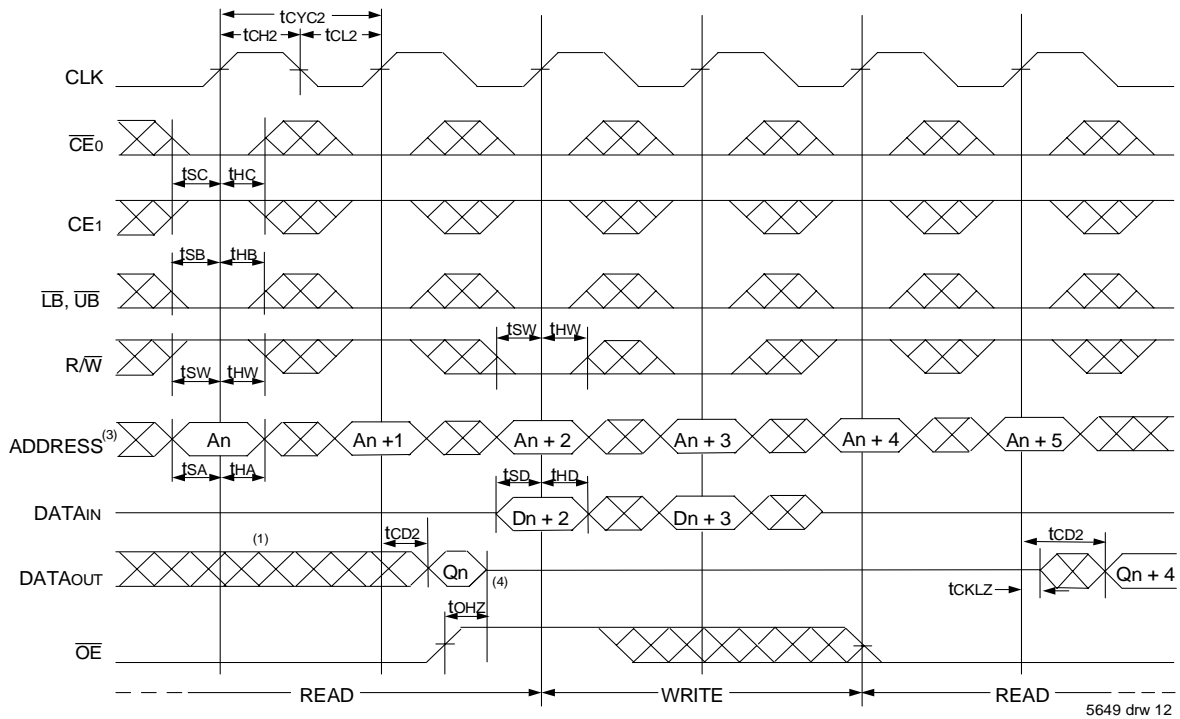 tCYC2
tCH2 tCL2
CLK
CE0
tSC tHC
CE1
tSB tHB
LB, UB
tSW tHW
R/W
tSW tHW
ADDRESS(3) An An +1 An + 2 An + 3 An + 4 An + 5
tSA tHA
tSD tHD
DATAIN Dn + 2 Dn + 3
(1) tCD2 tCD2
DATAOUT Qn (4) Qn + 4
tCKLZ
tOHZ
OE
READ WRITE READ
5649 drw 12